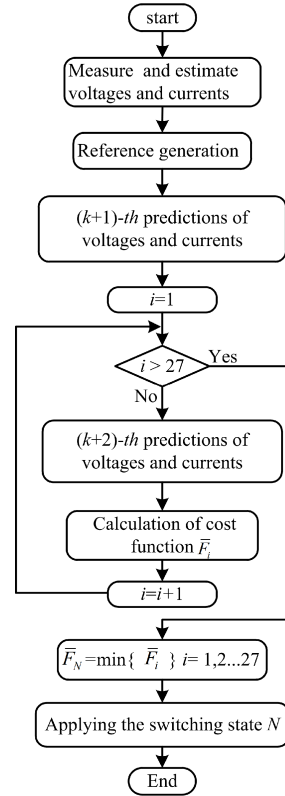 start
Measure and estimate
voltages and currents
Reference generation
(k+1)-th predictions of
voltages and currents
i=1
i > 27
Yes
No
(k+2)-th predictions of
voltages and currents
Calculation of cost
function F̅ᵢ
i=i+1
F̅_N =min{ F̅ᵢ } i= 1,2...27
Applying the switching state N
End